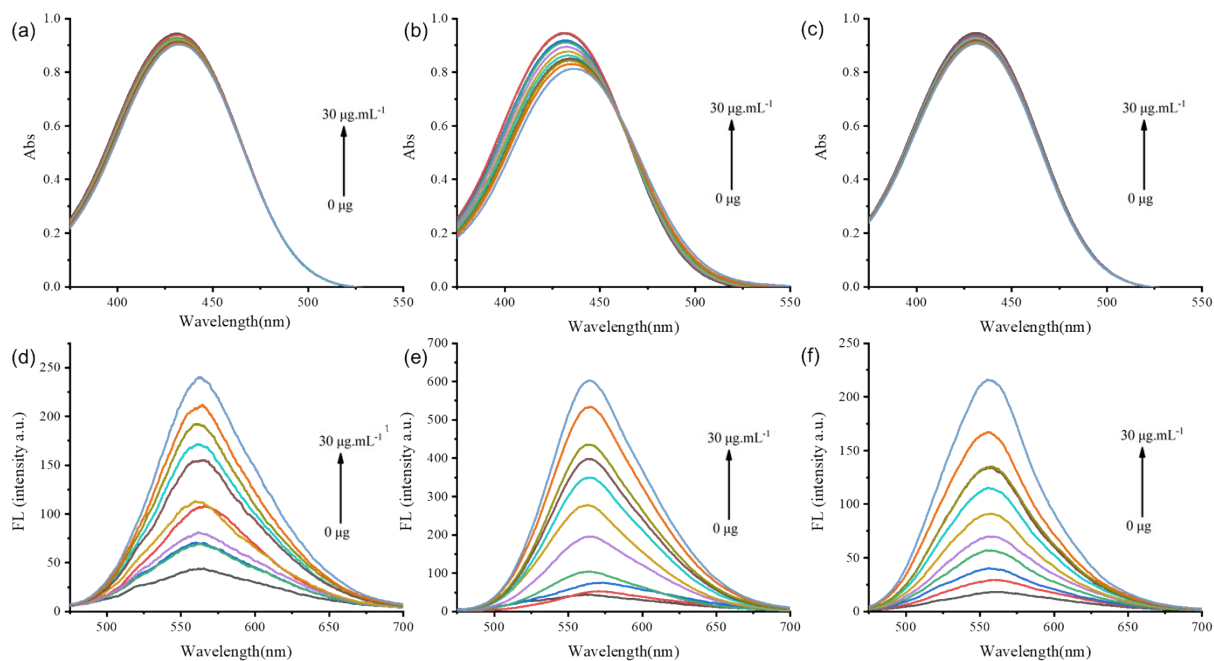 (a)
1.0
0.8
0.6
0.4
0.2
0.0
Abs
400
450
500
550
Wavelength(nm)
30 μg.mL-1
0 μg
(b)
1.0
0.8
0.6
0.4
0.2
0.0
Abs
400
450
500
550
Wavelength(nm)
30 μg.mL-1
0 μg
(c)
1.0
0.8
0.6
0.4
0.2
0.0
Abs
400
450
500
550
Wavelength(nm)
30 μg.mL-1
0 μg
(d)
250
225
200
175
150
125
100
75
50
25
0
FL (intensity a.u.)
500
550
600
650
700
Wavelength(nm)
30 μg.mL-1 1
0 μg
(e)
700
600
500
400
300
200
100
0
FL (intensity a.u.)
500
550
600
650
700
Wavelength(nm)
30 μg.mL-1
0 μg
(f)
250
200
150
100
50
0
FL (intensity a.u.)
500
550
600
650
700
Wavelength(nm)
30 μg.mL-1
0 μg